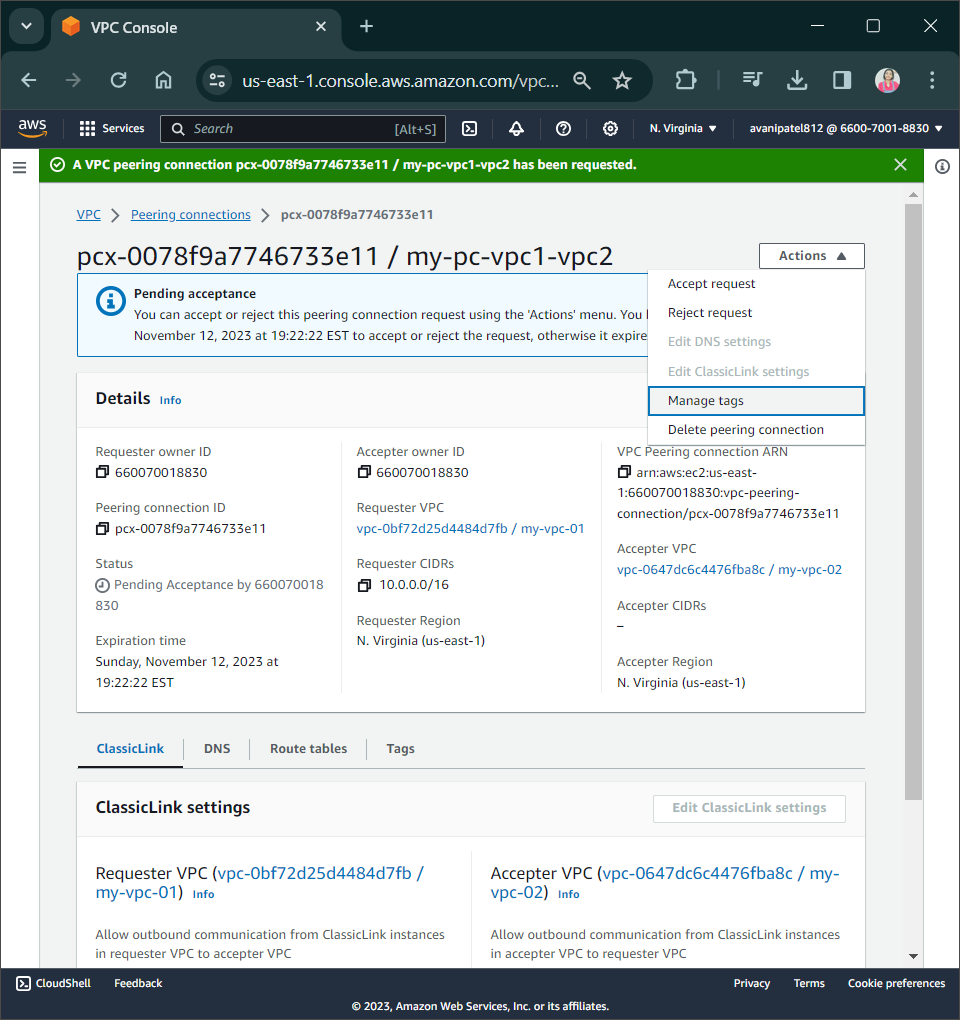 VPC Console
us-east-1.console.aws.amazon.com/vpc...
aws
Services
Search
[Alt+S]
N. Virginia
avanipatel812 @ 6600-7001-8830
A VPC peering connection pcx-0078f9a7746733e11 / my-pc-vpc1-vpc2 has been requested.
VPC
Peering connections
pcx-0078f9a7746733e11
pcx-0078f9a7746733e11 / my-pc-vpc1-vpc2
Actions
Accept request
Reject request
Edit DNS settings
Edit ClassicLink settings
Manage tags
Delete peering connection
Pending acceptance
You can accept or reject this peering connection request using the 'Actions' menu. You
November 12, 2023 at 19:22:22 EST to accept or reject the request, otherwise it expire
Details Info
Requester owner ID
660070018830
Peering connection ID
pcx-0078f9a7746733e11
Status
Pending Acceptance by 660070018
830
Expiration time
Sunday, November 12, 2023 at
19:22:22 EST
Accepter owner ID
660070018830
Requester VPC
vpc-0bf72d25d4484d7fb / my-vpc-01
Requester CIDRs
10.0.0.0/16
Requester Region
N. Virginia (us-east-1)
VPC Peering connection ARN
arn:aws:ec2:us-east-
1:660070018830:vpc-peering-
connection/pcx-0078f9a7746733e11
Accepter VPC
vpc-0647dc6c4476fba8c / my-vpc-02
Accepter CIDRs
–
Accepter Region
N. Virginia (us-east-1)
ClassicLink
DNS
Route tables
Tags
ClassicLink settings
Edit ClassicLink settings
Requester VPC (vpc-0bf72d25d4484d7fb /
my-vpc-01) Info
Allow outbound communication from ClassicLink instances
in requester VPC to accepter VPC
Accepter VPC (vpc-0647dc6c4476fba8c / my-
vpc-02) Info
Allow outbound communication from ClassicLink instances
in accepter VPC to requester VPC
CloudShell
Feedback
Privacy
Terms
Cookie preferences
© 2023, Amazon Web Services, Inc. or its affiliates.